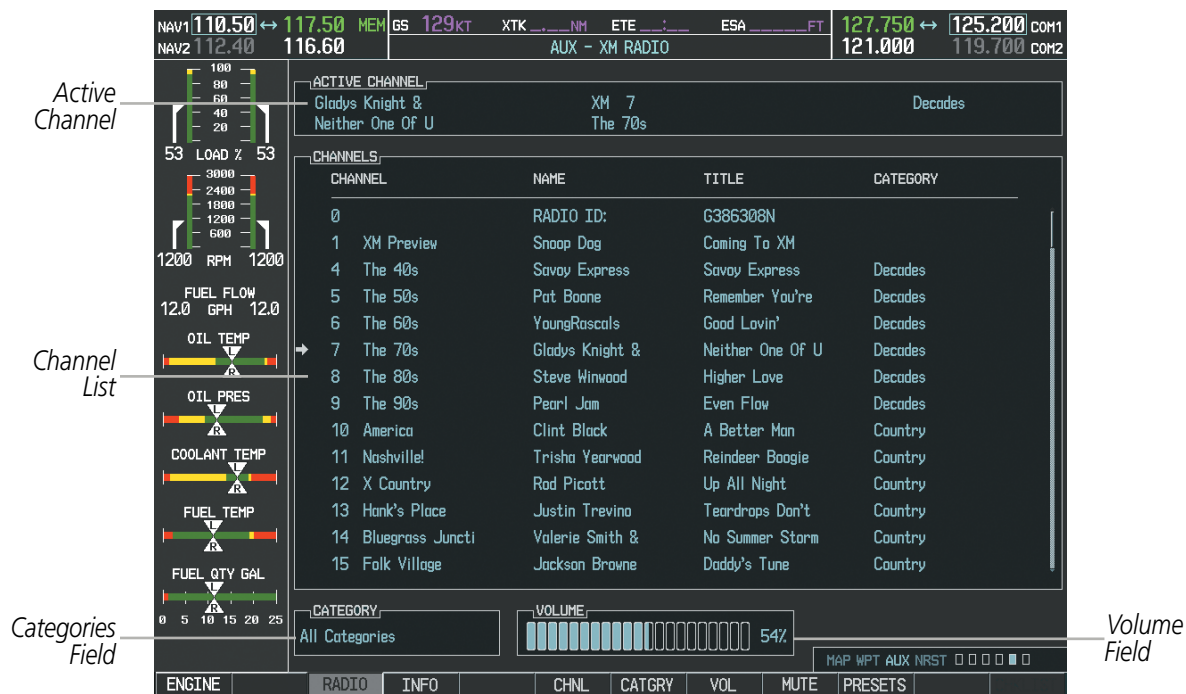 NAV1 110.50 ↔ 117.50 MEM GS 129KT XTK _._ _NM ETE _ _:_ _ ESA _ _ _ _ _FT 127.750 ↔ 125.200 COM1
NAV2 112.40 116.60 AUX - XM RADIO 121.000 119.700 COM2
Active
Channel
ACTIVE CHANNEL
Gladys Knight & XM 7 Decades
Neither One Of U The 70s
100
80
60
40
20
53 LOAD % 53
3000
2400
1800
1200
600
1200 RPM 1200
FUEL FLOW
12.0 GPH 12.0
OIL TEMP
L
R
OIL PRES
L
R
COOLANT TEMP
L
R
FUEL TEMP
L
R
FUEL QTY GAL
L
R
0 5 10 15 20 25
Channel
List
CHANNELS
CHANNEL NAME TITLE CATEGORY
0 RADIO ID: G386308N
1 XM Preview Snoop Dog Coming To XM
4 The 40s Savoy Express Savoy Express Decades
5 The 50s Pat Boone Remember You're Decades
6 The 60s YoungRascals Good Lovin' Decades
7 The 70s Gladys Knight & Neither One Of U Decades
8 The 80s Steve Winwood Higher Love Decades
9 The 90s Pearl Jam Even Flow Decades
10 America Clint Black A Better Man Country
11 Nashville! Trisha Yearwood Reindeer Boogie Country
12 X Country Rod Picott Up All Night Country
13 Hank's Place Justin Trevino Teardrops Don't Country
14 Bluegrass Juncti Valerie Smith & No Summer Storm Country
15 Folk Village Jackson Browne Daddy's Tune Country
Categories
Field
CATEGORY
All Categories
VOLUME
54%
Volume
Field
MAP WPT AUX NRST
ENGINE RADIO INFO CHNL CATGRY VOL MUTE PRESETS